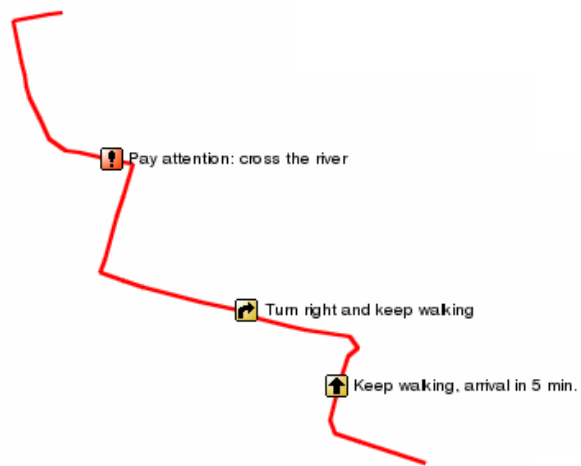 Pay attention: cross the river
Turn right and keep walking
Keep walking, arrival in 5 min.